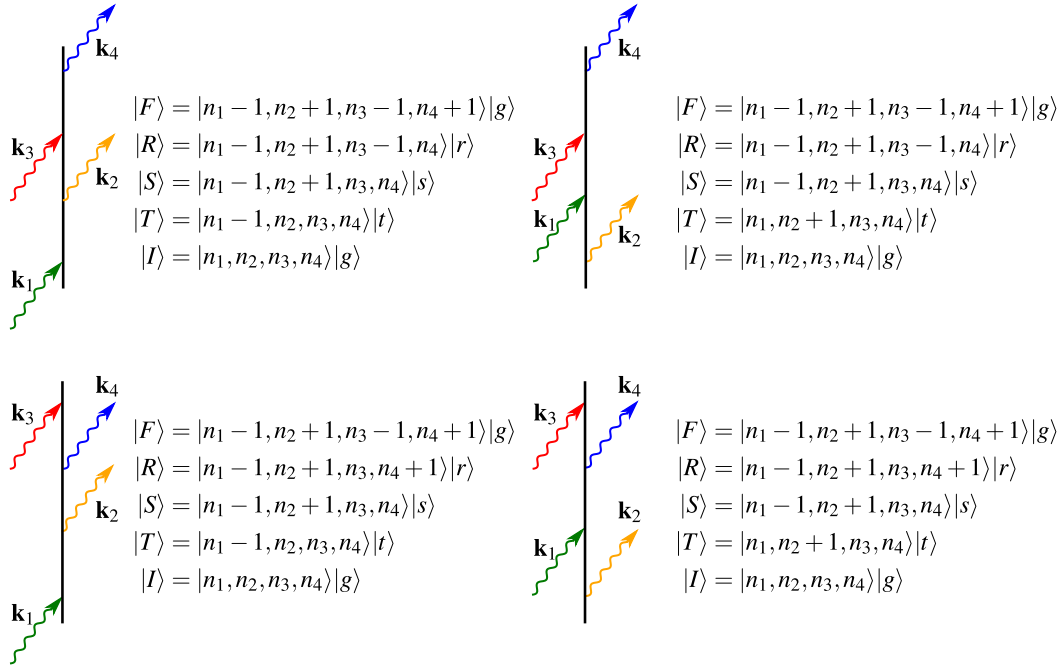 k₄
|F⟩ = |n₁ − 1, n₂ + 1, n₃ − 1, n₄ + 1⟩|g⟩
k₃
|R⟩ = |n₁ − 1, n₂ + 1, n₃ − 1, n₄⟩|r⟩
k₂
|S⟩ = |n₁ − 1, n₂ + 1, n₃, n₄⟩|s⟩
|T⟩ = |n₁ − 1, n₂, n₃, n₄⟩|t⟩
|I⟩ = |n₁, n₂, n₃, n₄⟩|g⟩
k₁
k₄
|F⟩ = |n₁ − 1, n₂ + 1, n₃ − 1, n₄ + 1⟩|g⟩
k₃
|R⟩ = |n₁ − 1, n₂ + 1, n₃ − 1, n₄⟩|r⟩
|S⟩ = |n₁ − 1, n₂ + 1, n₃, n₄⟩|s⟩
k₁
|T⟩ = |n₁, n₂ + 1, n₃, n₄⟩|t⟩
k₂
|I⟩ = |n₁, n₂, n₃, n₄⟩|g⟩
k₄
k₃
|F⟩ = |n₁ − 1, n₂ + 1, n₃ − 1, n₄ + 1⟩|g⟩
|R⟩ = |n₁ − 1, n₂ + 1, n₃, n₄ + 1⟩|r⟩
|S⟩ = |n₁ − 1, n₂ + 1, n₃, n₄⟩|s⟩
k₂
|T⟩ = |n₁ − 1, n₂, n₃, n₄⟩|t⟩
|I⟩ = |n₁, n₂, n₃, n₄⟩|g⟩
k₁
k₄
k₃
|F⟩ = |n₁ − 1, n₂ + 1, n₃ − 1, n₄ + 1⟩|g⟩
|R⟩ = |n₁ − 1, n₂ + 1, n₃, n₄ + 1⟩|r⟩
|S⟩ = |n₁ − 1, n₂ + 1, n₃, n₄⟩|s⟩
k₂
k₁
|T⟩ = |n₁, n₂ + 1, n₃, n₄⟩|t⟩
|I⟩ = |n₁, n₂, n₃, n₄⟩|g⟩